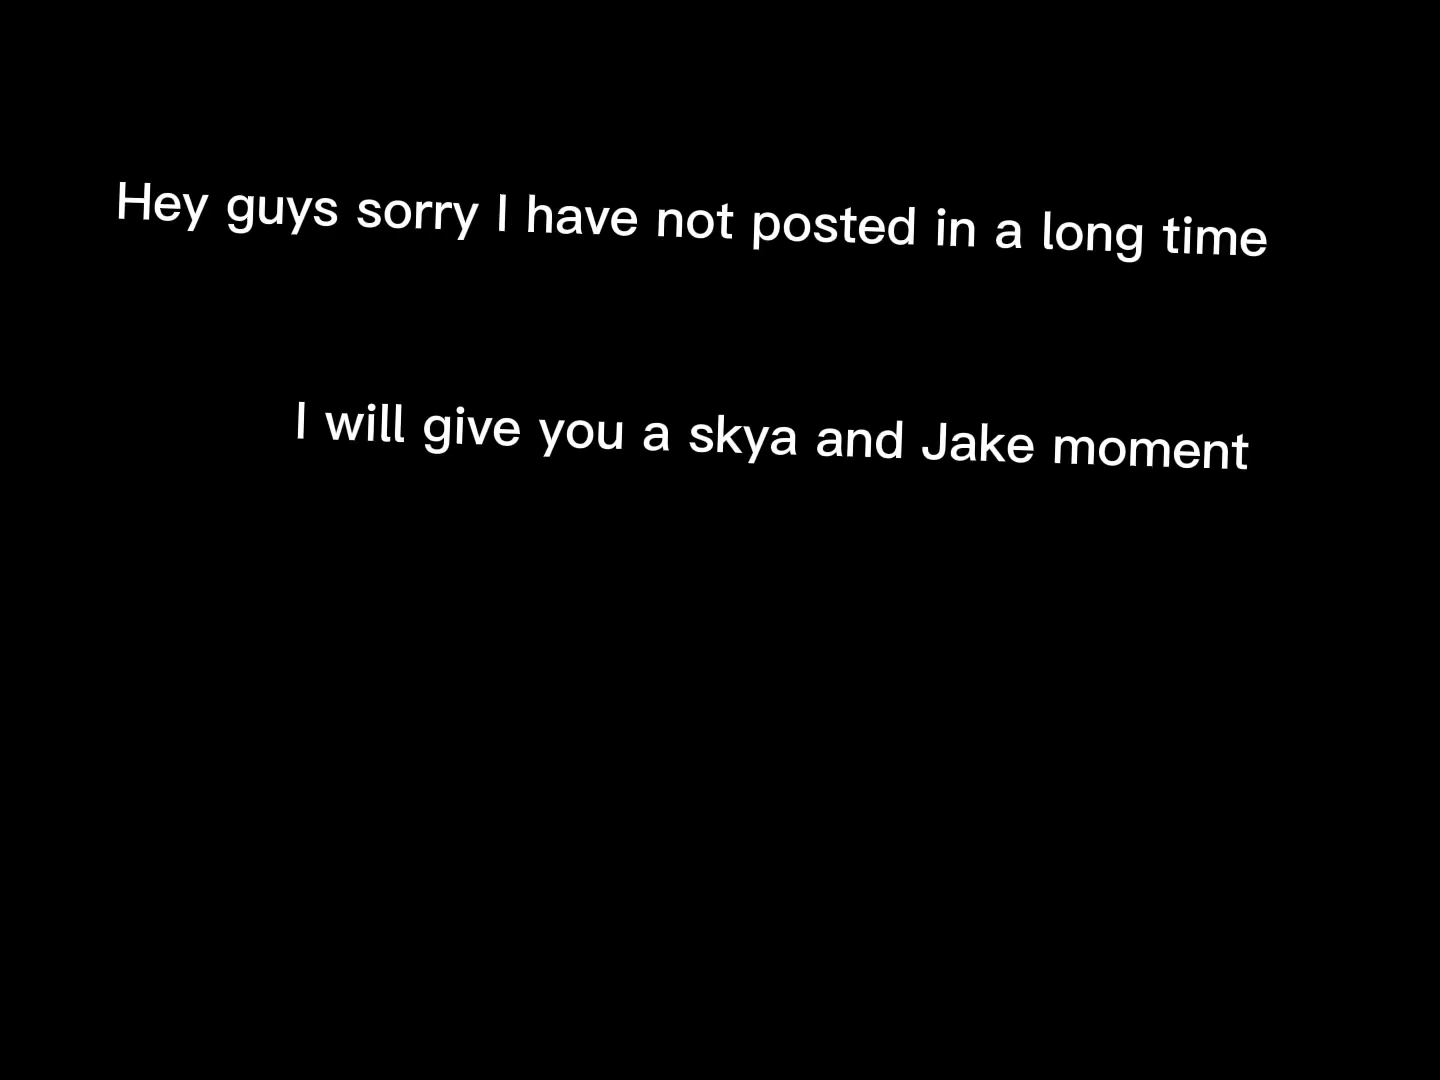 Hey guys sorry I have not posted in a long time
I will give you a skya and Jake moment